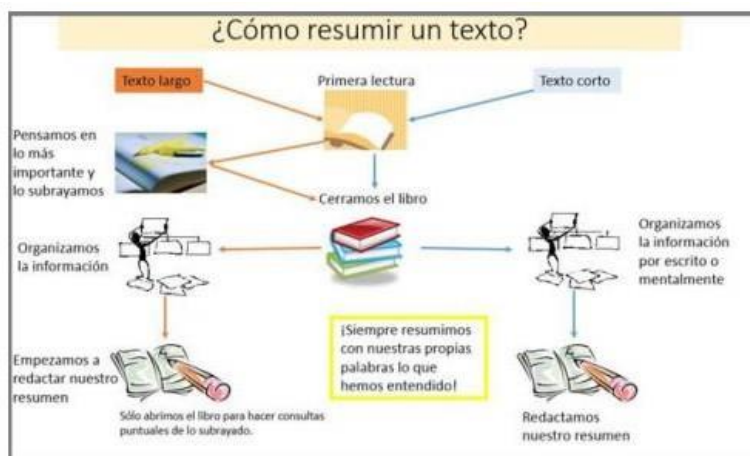 ¿Cómo resumir un texto?
Texto largo
Primera lectura
Texto corto
Pensamos en
lo más
importante y
lo subrayamos
Cerramos el libro
Organizamos
la información
Organizamos
la información
por escrito o
mentalmente
¡Siempre resumimos
con nuestras propias
palabras lo que
hemos entendido!
Empezamos a
redactar nuestro
resumen
Sólo abrimos el libro para hacer consultas
puntuales de lo subrayado.
Redactamos
nuestro resumen